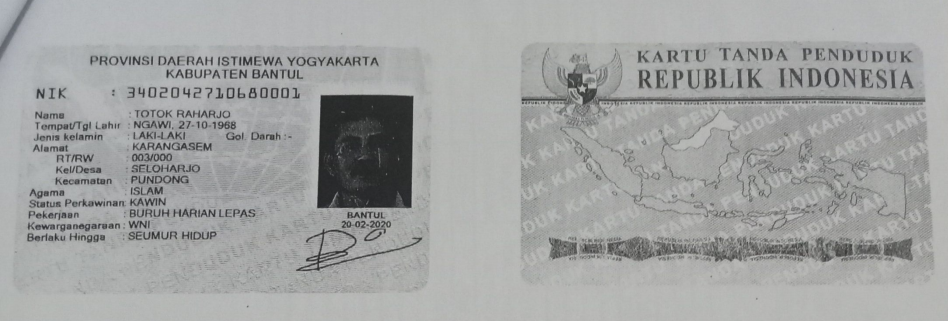 PROVINSI DAERAH ISTIMEWA YOGYAKARTA
KABUPATEN BANTUL
NIK : 3402042710680001
Nama : TOTOK RAHARJO
Tempat/Tgl Lahir : NGAWI, 27-10-1968
Jenis kelamin : LAKI-LAKI Gol. Darah :-
Alamat : KARANGASEM
RT/RW : 003/000
Kel/Desa : SELOHARJO
Kecamatan : PUNDONG
Agama : ISLAM
Status Perkawinan: KAWIN
Pekerjaan : BURUH HARIAN LEPAS
Kewarganegaraan : WNI
Berlaku Hingga : SEUMUR HIDUP
BANTUL
20-02-2020
KARTU TANDA PENDUDUK
REPUBLIK INDONESIA